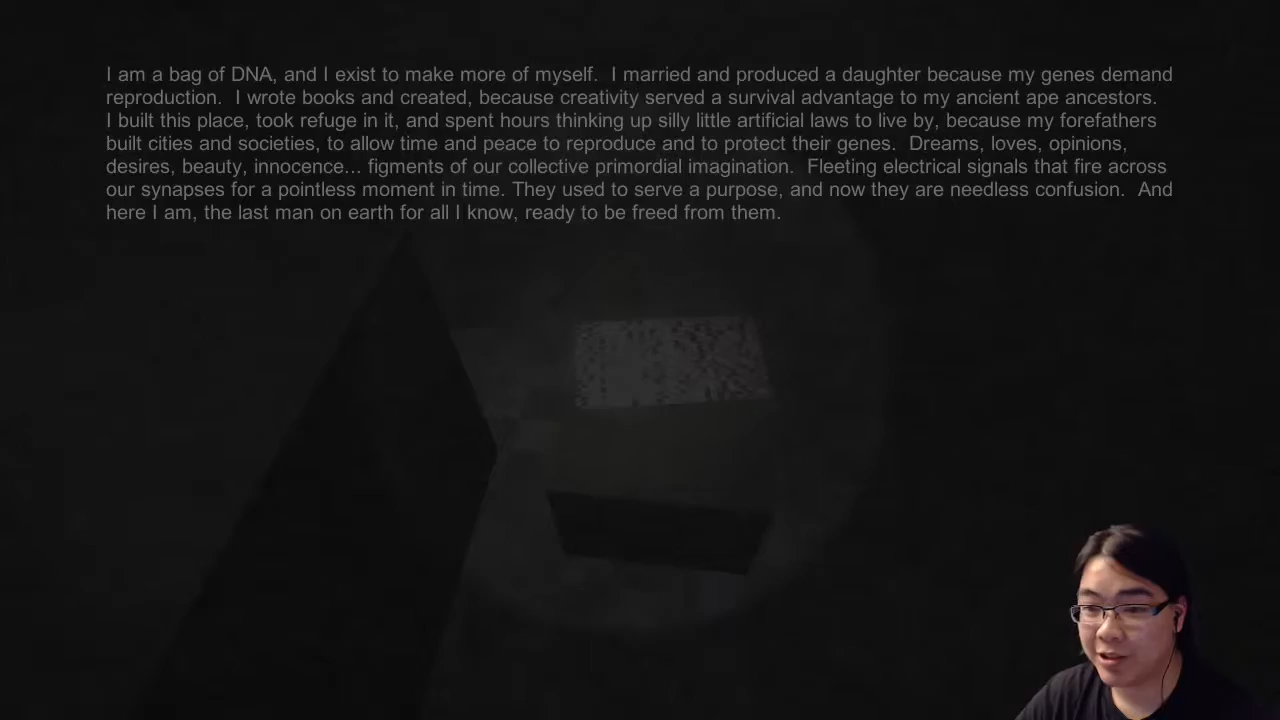 I am a bag of DNA, and I exist to make more of myself.  I married and produced a daughter because my genes demand
reproduction.  I wrote books and created, because creativity served a survival advantage to my ancient ape ancestors.
I built this place, took refuge in it, and spent hours thinking up silly little artificial laws to live by, because my forefathers
built cities and societies, to allow time and peace to reproduce and to protect their genes.  Dreams, loves, opinions,
desires, beauty, innocence... figments of our collective primordial imagination.  Fleeting electrical signals that fire across
our synapses for a pointless moment in time. They used to serve a purpose, and now they are needless confusion.  And
here I am, the last man on earth for all I know, ready to be freed from them.